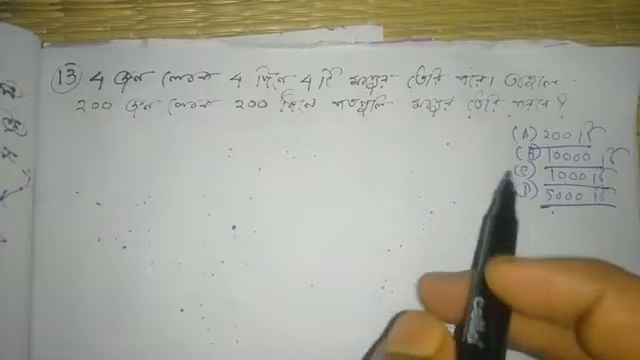 13 4 জন লোক 4 দিনে 4 টি মাদুর তৈরি করে। তাহলে
200 জন লোক 200 দিনে কতগুলি মাদুর তৈরি করবে?
(A) 200 টি
(B) 10000 টি
(C) 1000 টি
(D) 5000 টি